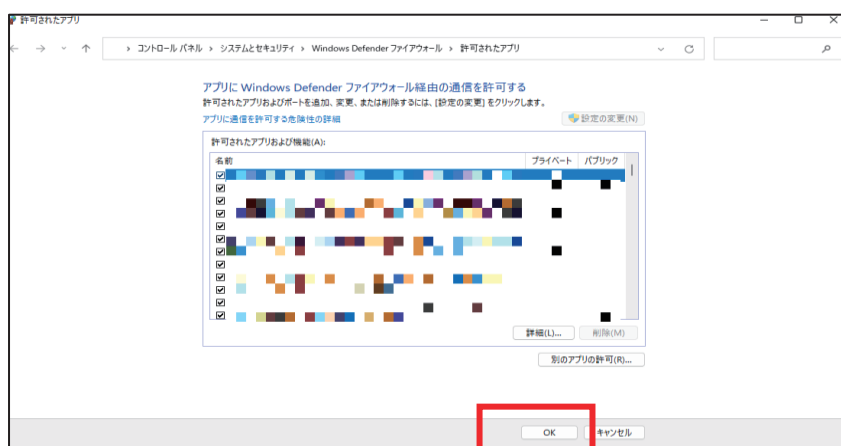 許可されたアプリ
コントロール パネル › システムとセキュリティ › Windows Defender ファイアウォール › 許可されたアプリ
アプリに Windows Defender ファイアウォール経由の通信を許可する
許可されたアプリおよびポートを追加、変更、または削除するには、[設定の変更] をクリックします。
アプリに通信を許可する危険性の詳細
設定の変更(N)
許可されたアプリおよび機能(A):
名前 プライベート パブリック
詳細(L)... 削除(M)
別のアプリの許可(R)...
OK キャンセル